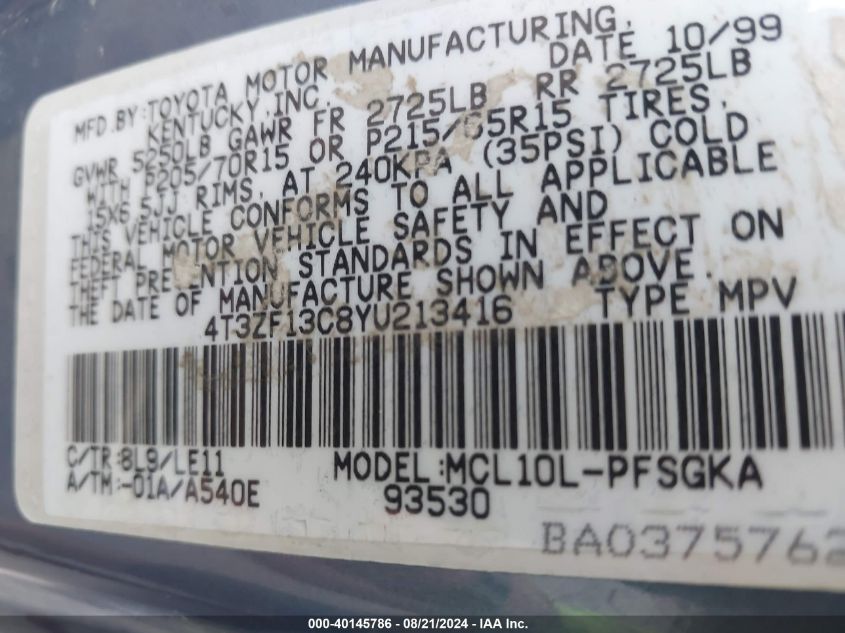 MFD.BY:TOYOTA MOTOR MANUFACTURING,
KENTUCKY,INC. DATE 10/99
GVWR 5250LB GAWR FR 2725LB RR 2725LB
WITH P205/70R15 OR P215/65R15 TIRES,
15X6.5JJ RIMS, AT 240KPA (35PSI) COLD
THIS VEHICLE CONFORMS TO ALL APPLICABLE
FEDERAL MOTOR VEHICLE SAFETY AND
THEFT PREVENTION STANDARDS IN EFFECT ON
THE DATE OF MANUFACTURE SHOWN ABOVE.
4T3ZF13C8YU213416 TYPE MPV
C/TR:8L9/LE11 MODEL:MCL10L-PFSGKA
A/TM:-01A/A540E 93530
BA0375762
000-40145786 - 08/21/2024 - IAA Inc.